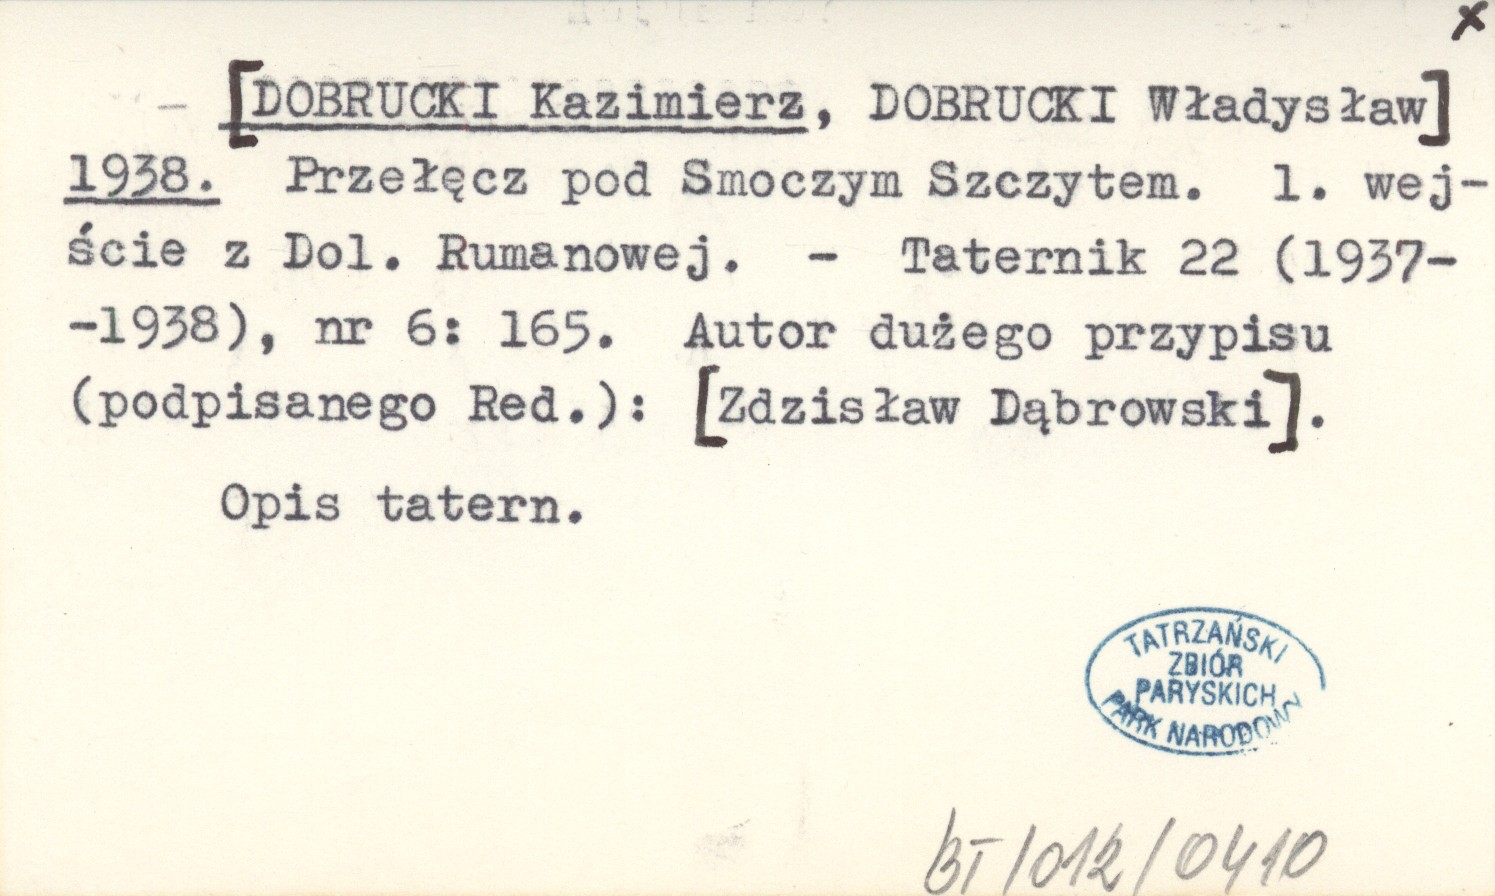 x
[DOBRUCKI Kazimierz, DOBRUCKI Władysław]
1938. Przełęcz pod Smoczym Szczytem. 1. wej-
ście z Dol. Rumanowej. - Taternik 22 (1937-
-1938), nr 6: 165. Autor dużego przypisu
(podpisanego Red.): [Zdzisław Dąbrowski].
Opis tatern.
TATRZAŃSKI
ZBIÓR
PARYSKICH
PARK NARODOWY
BT/012/0410